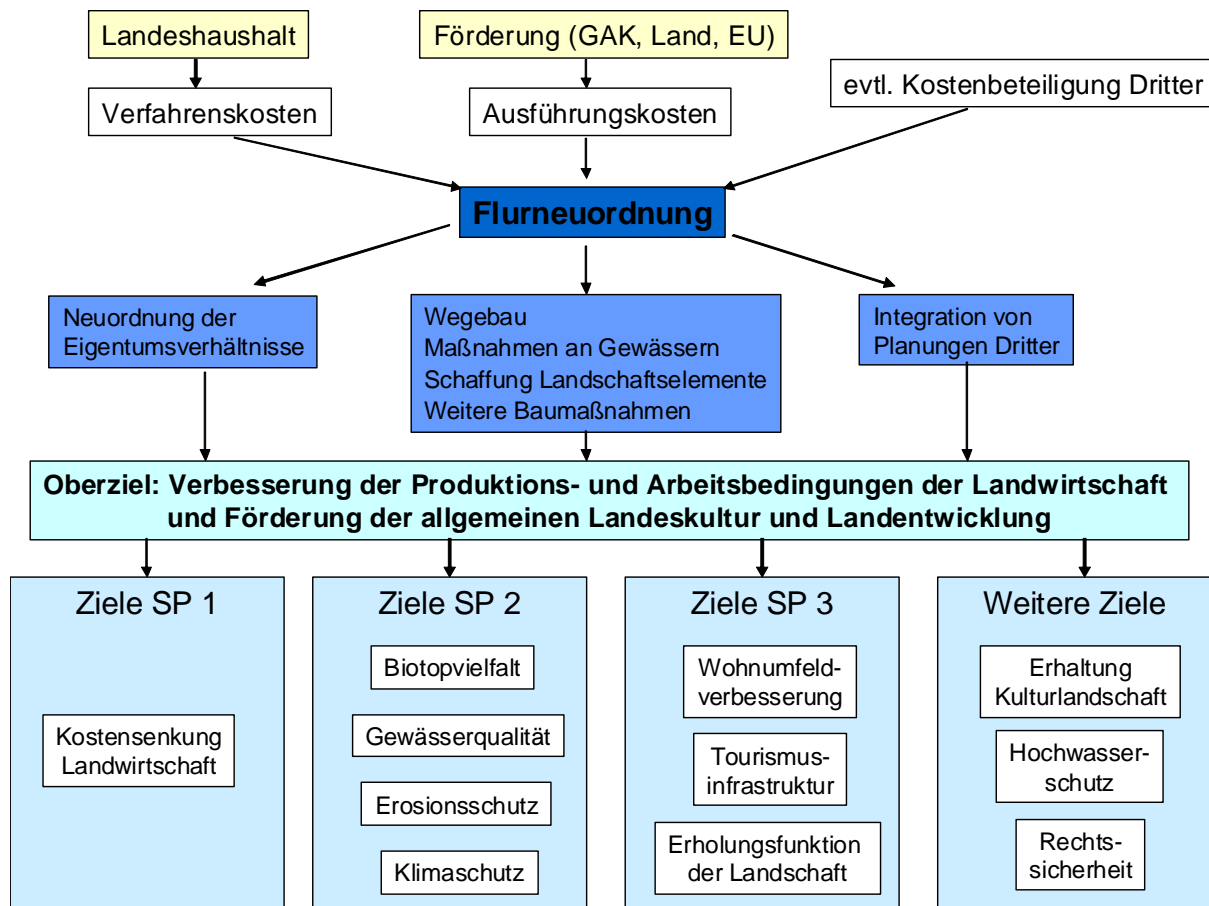 Landeshaushalt
Förderung (GAK, Land, EU)
evtl. Kostenbeteiligung Dritter
Verfahrenskosten
Ausführungskosten
Flurneuordnung
Neuordnung der
Eigentumsverhältnisse
Wegebau
Maßnahmen an Gewässern
Schaffung Landschaftselemente
Weitere Baumaßnahmen
Integration von
Planungen Dritter
Oberziel: Verbesserung der Produktions- und Arbeitsbedingungen der Landwirtschaft
und Förderung der allgemeinen Landeskultur und Landentwicklung
Ziele SP 1
Kostensenkung
Landwirtschaft
Ziele SP 2
Biotopvielfalt
Gewässerqualität
Erosionsschutz
Klimaschutz
Ziele SP 3
Wohnumfeld-
verbesserung
Tourismus-
infrastruktur
Erholungsfunktion
der Landschaft
Weitere Ziele
Erhaltung
Kulturlandschaft
Hochwasser-
schutz
Rechts-
sicherheit